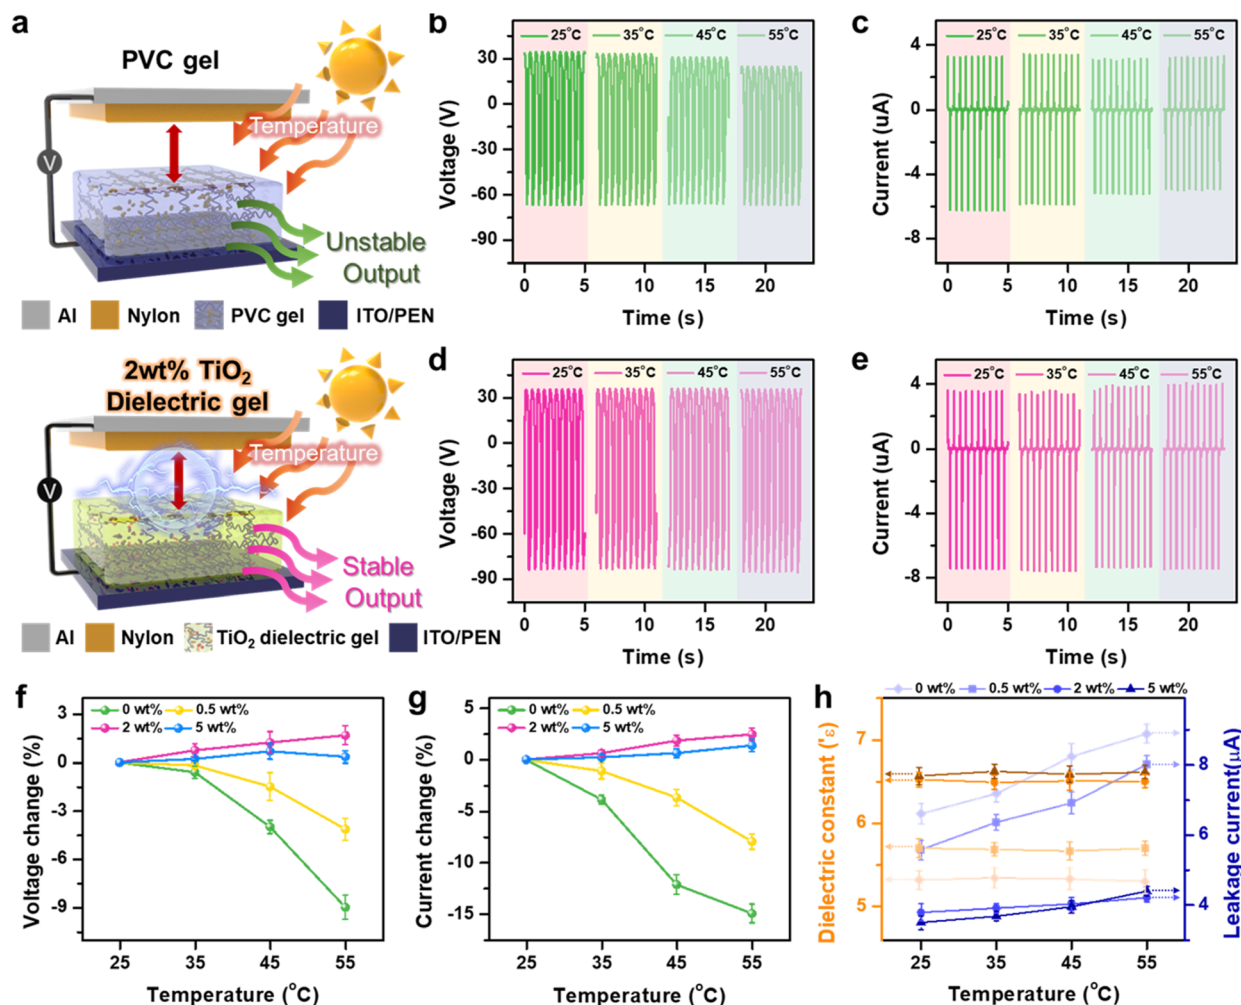 a
PVC gel
Temperature
V
Unstable
Output
Al
Nylon
PVC gel
ITO/PEN
2wt% TiO2
Dielectric gel
Temperature
V
Stable
Output
Al
Nylon
TiO2 dielectric gel
ITO/PEN
b
25°C
35°C
45°C
55°C
Voltage (V)
30
0
-30
-60
-90
0
5
10
15
20
Time (s)
c
25°C
35°C
45°C
55°C
Current (uA)
4
0
-4
-8
0
5
10
15
20
Time (s)
d
25°C
35°C
45°C
55°C
Voltage (V)
30
0
-30
-60
-90
0
5
10
15
20
Time (s)
e
25°C
35°C
45°C
55°C
Current (uA)
4
0
-4
-8
0
5
10
15
20
Time (s)
f
0 wt%
0.5 wt%
2 wt%
5 wt%
Voltage change (%)
3
0
-3
-6
-9
25
35
45
55
Temperature (°C)
g
0 wt%
0.5 wt%
2 wt%
5 wt%
Current change (%)
5
0
-5
-10
-15
25
35
45
55
Temperature (°C)
h
0 wt%
0.5 wt%
2 wt%
5 wt%
Dielectric constant ('ε)
7
6
5
Leakage current(μA)
8
6
4
25
35
45
55
Temperature (°C)